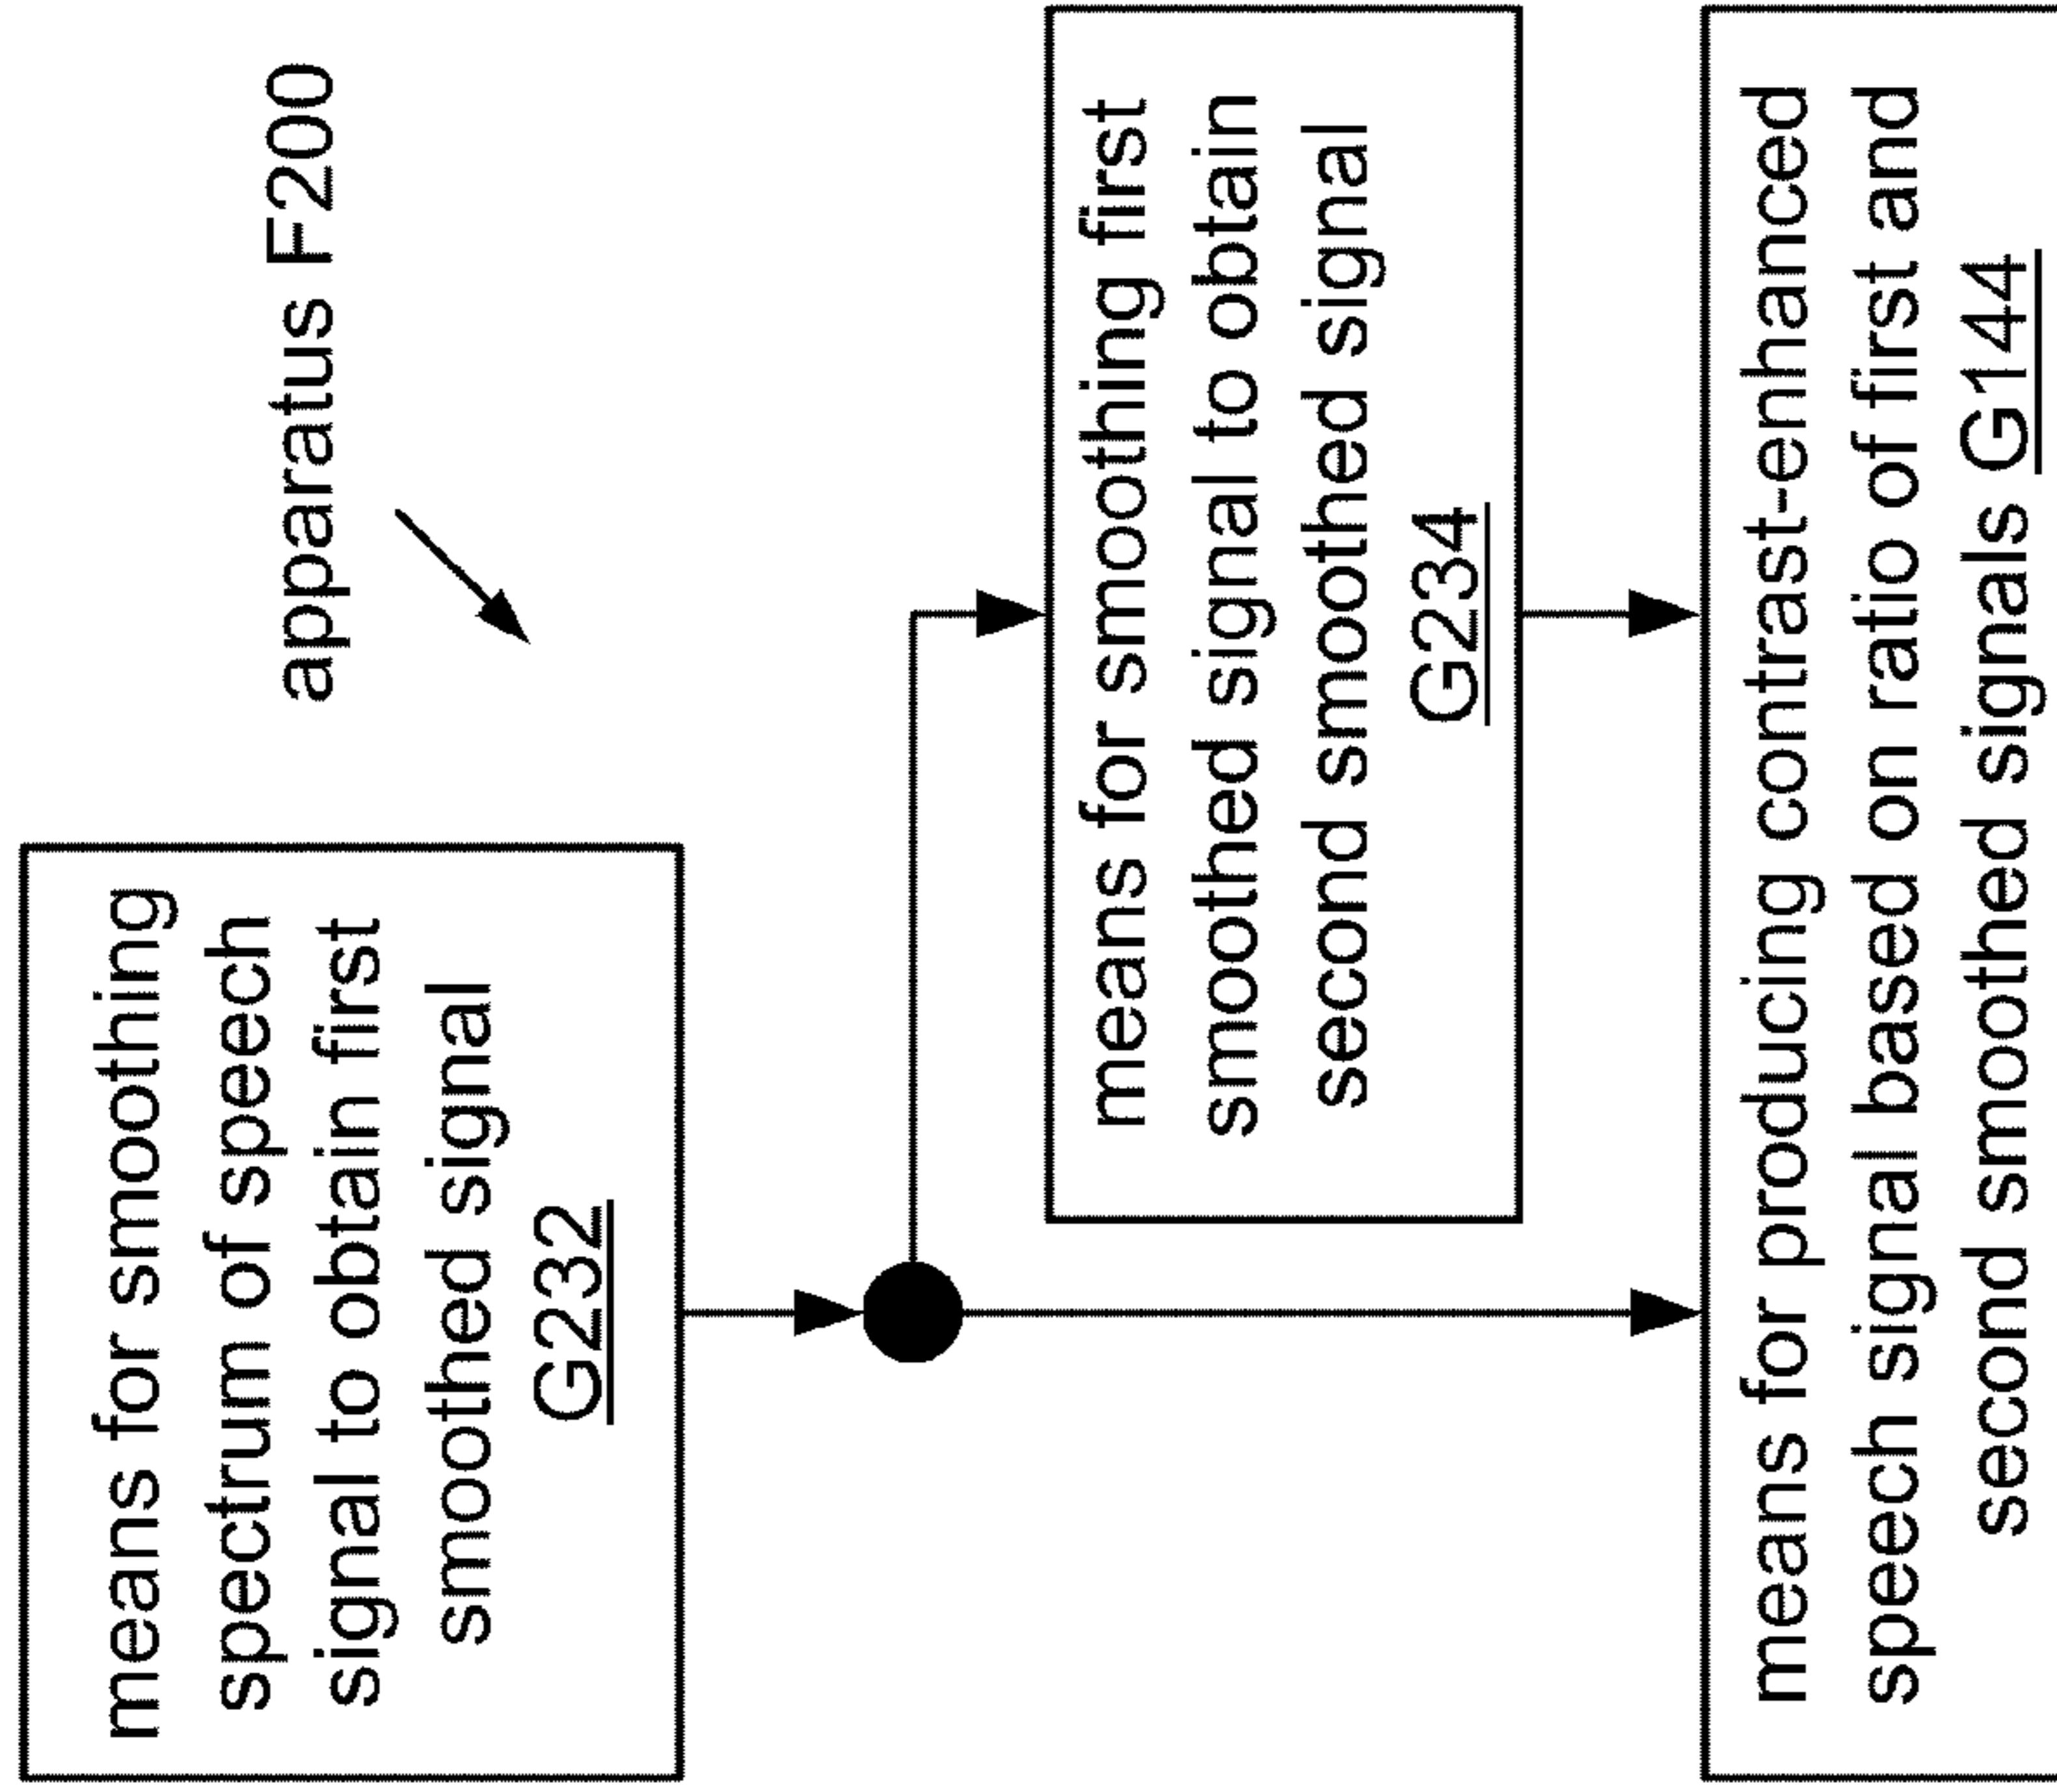 apparatus F200
means for smoothing
spectrum of speech
signal to obtain first
smoothed signal
G232
means for smoothing first
smoothed signal to obtain
second smoothed signal
G234
means for producing contrast-enhanced
speech signal based on ratio of first and
second smoothed signals G144